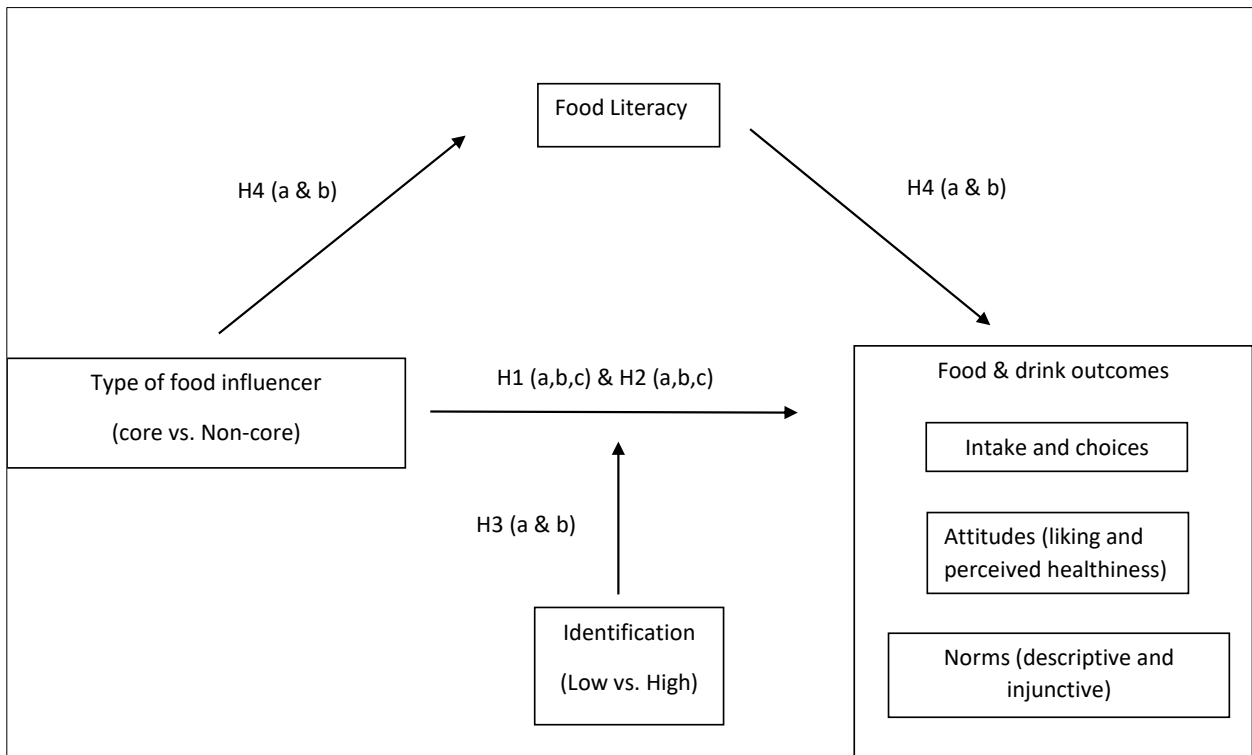 Food Literacy
H4 (a & b)
H4 (a & b)
Type of food influencer
(core vs. Non-core)
H1 (a,b,c) & H2 (a,b,c)
H3 (a & b)
Identification
(Low vs. High)
Food & drink outcomes
Intake and choices
Attitudes (liking and
perceived healthiness)
Norms (descriptive and
injunctive)